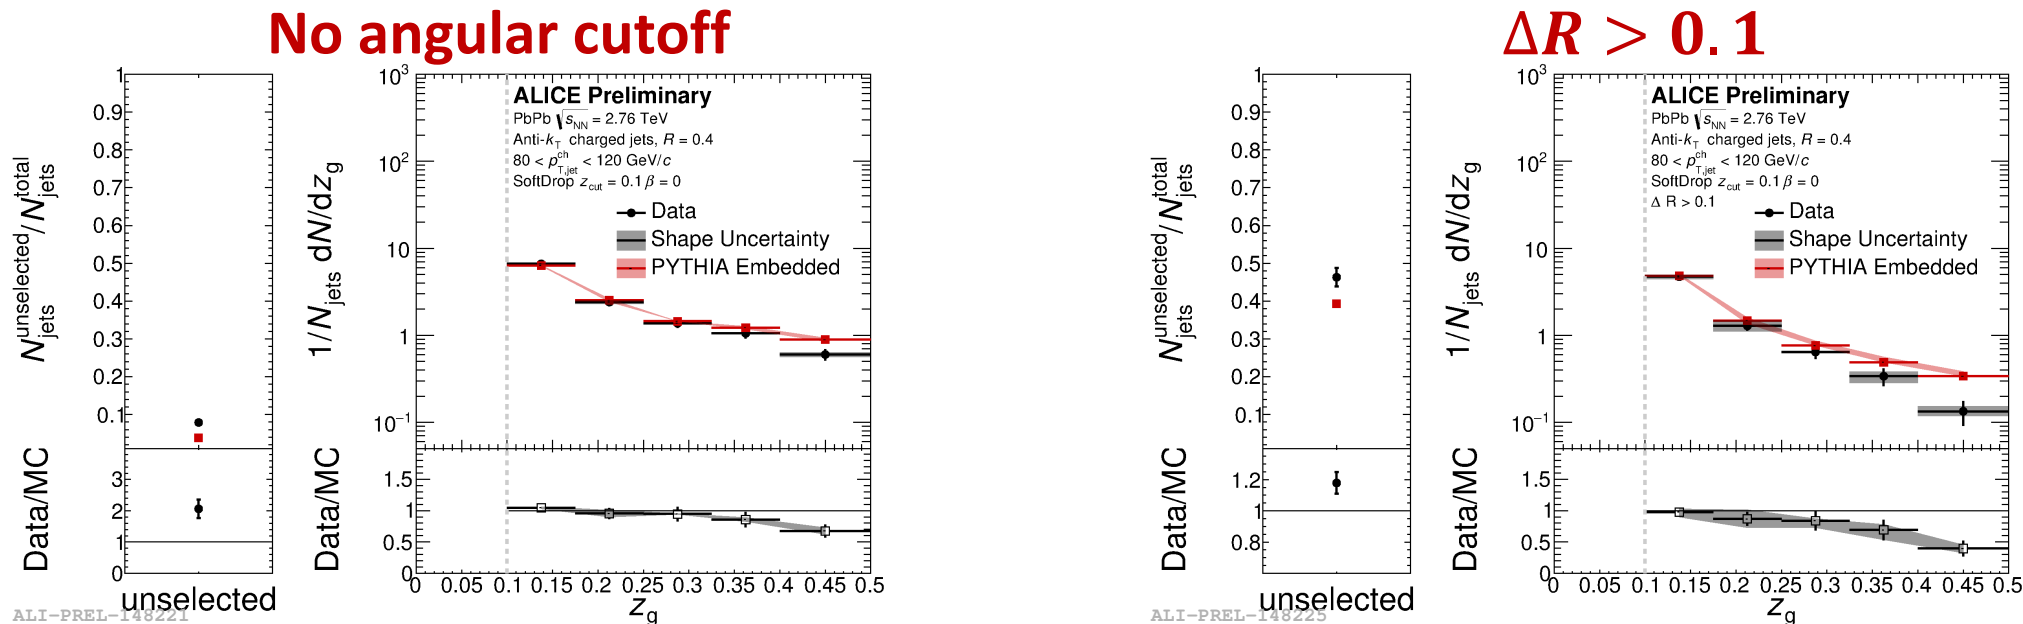 No angular cutoff
N_jets^unselected / N_jets^total
1
0.9
0.8
0.7
0.6
0.5
0.4
0.3
0.2
0.1
Data/MC
3
2
1
0
unselected
1/N_jets dN/dz_g
10³
10²
10
1
10⁻¹
ALICE Preliminary
PbPb √s_NN = 2.76 TeV
Anti-k_T charged jets, R = 0.4
80 < p_T,jet^ch < 120 GeV/c
SoftDrop z_cut = 0.1 β = 0
Data
Shape Uncertainty
PYTHIA Embedded
Data/MC
1.5
1
0.5
0
0 0.05 0.1 0.15 0.2 0.25 0.3 0.35 0.4 0.45 0.5
z_g
ALI-PREL-148221
ΔR > 0.1
N_jets^unselected / N_jets^total
1
0.9
0.8
0.7
0.6
0.5
0.4
0.3
0.2
0.1
Data/MC
1.2
1
0.8
unselected
1/N_jets dN/dz_g
10³
10²
10
1
10⁻¹
ALICE Preliminary
PbPb √s_NN = 2.76 TeV
Anti-k_T charged jets, R = 0.4
80 < p_T,jet^ch < 120 GeV/c
SoftDrop z_cut = 0.1 β = 0
Δ R > 0.1
Data
Shape Uncertainty
PYTHIA Embedded
Data/MC
1.5
1
0.5
0
0 0.05 0.1 0.15 0.2 0.25 0.3 0.35 0.4 0.45 0.5
z_g
ALI-PREL-148225